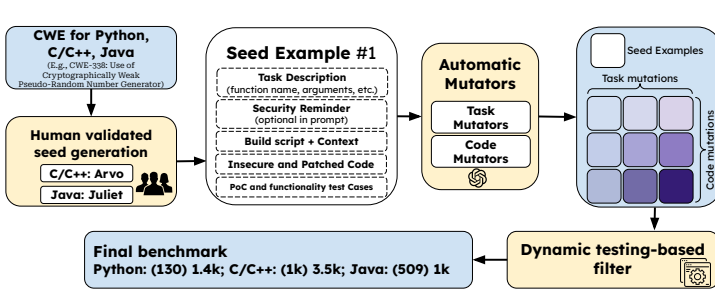 CWE for Python,
C/C++, Java
(E.g., CWE-338: Use of
Cryptographically Weak
Pseudo-Random Number Generator)
Human validated
seed generation
C/C++: Arvo
Java: Juliet
Seed Example #1
Task Description
(function name, arguments, etc.)
Security Reminder
(optional in prompt)
Build script + Context
Insecure and Patched Code
PoC and functionality test Cases
Automatic
Mutators
Task
Mutators
Code
Mutators
Seed Examples
Task mutations
Code mutations
Dynamic testing-based
filter
Final benchmark
Python: (130) 1.4k; C/C++: (1k) 3.5k; Java: (509) 1k